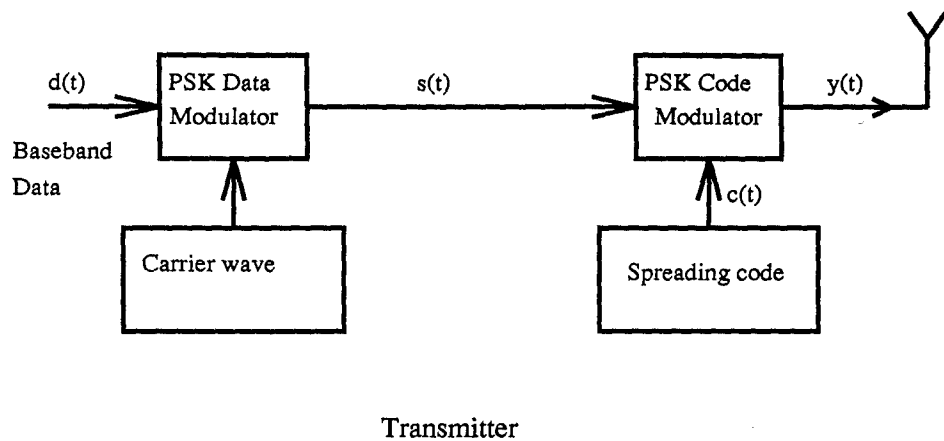 d(t)
PSK Data
Modulator
s(t)
PSK Code
Modulator
y(t)
Baseband
Data
c(t)
Carrier wave
Spreading code
Transmitter